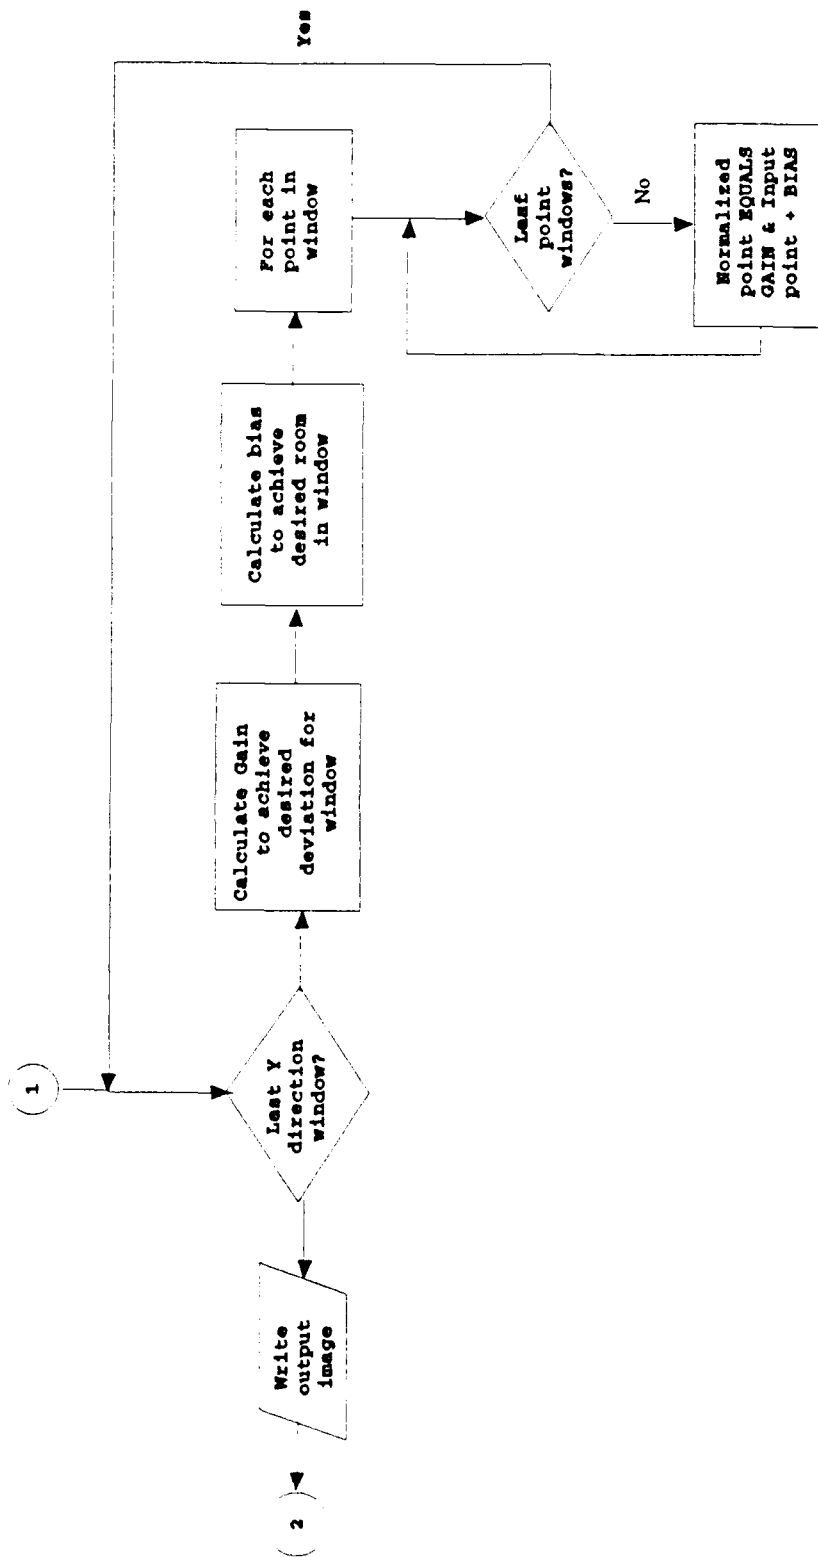 1
Last Y
direction
window?
Write
output
image
2
Calculate Gain
to achieve
desired
deviation for
window
Calculate bias
to achieve
desired room
in window
For each
point in
window
Last
point
windows?
Yes
No
Normalized
point EQUALS
GAIN & Input
point + BIAS